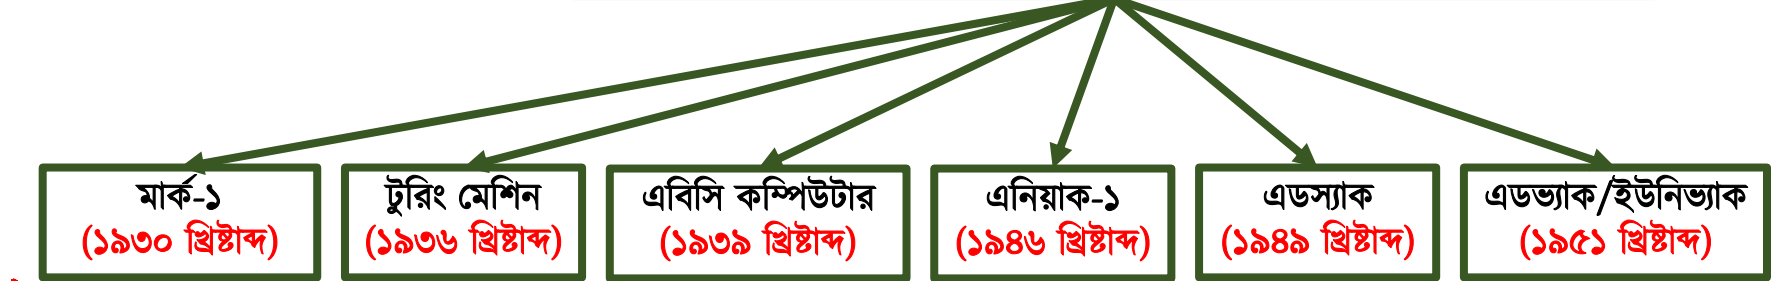 মার্ক-১
(১৯৩০ খ্রিষ্টাব্দ)
টুরিং মেশিন
(১৯৩৬ খ্রিষ্টাব্দ)
এবিসি কম্পিউটার
(১৯৩৯ খ্রিষ্টাব্দ)
এনিয়াক-১
(১৯৪৬ খ্রিষ্টাব্দ)
এডস্যাক
(১৯৪৯ খ্রিষ্টাব্দ)
এডভ্যাক/ইউনিভ্যাক
(১৯৫১ খ্রিষ্টাব্দ)